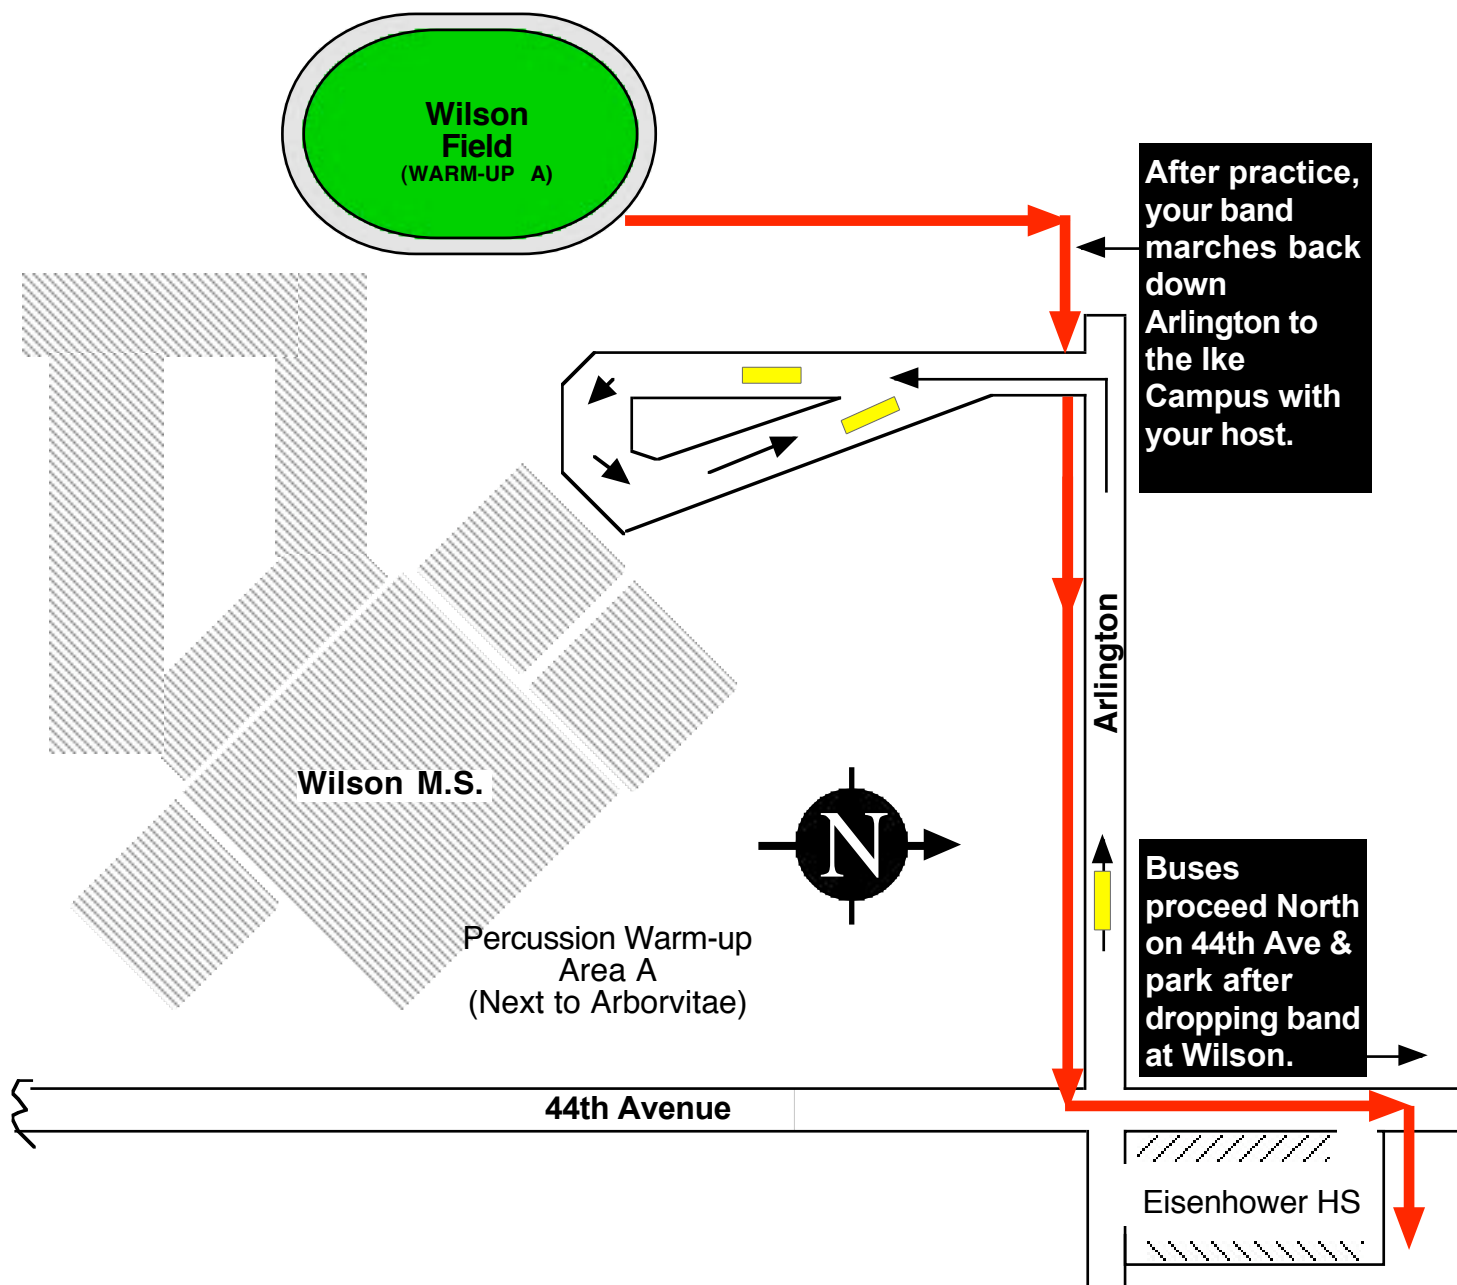 Wilson
Field
(WARM-UP A)
After practice,
your band
marches back
down
Arlington to
the Ike
Campus with
your host.
Arlington
Wilson M.S.
N
Buses
proceed North
on 44th Ave &
park after
dropping band
at Wilson.
Percussion Warm-up
Area A
(Next to Arborvitae)
44th Avenue
Eisenhower HS